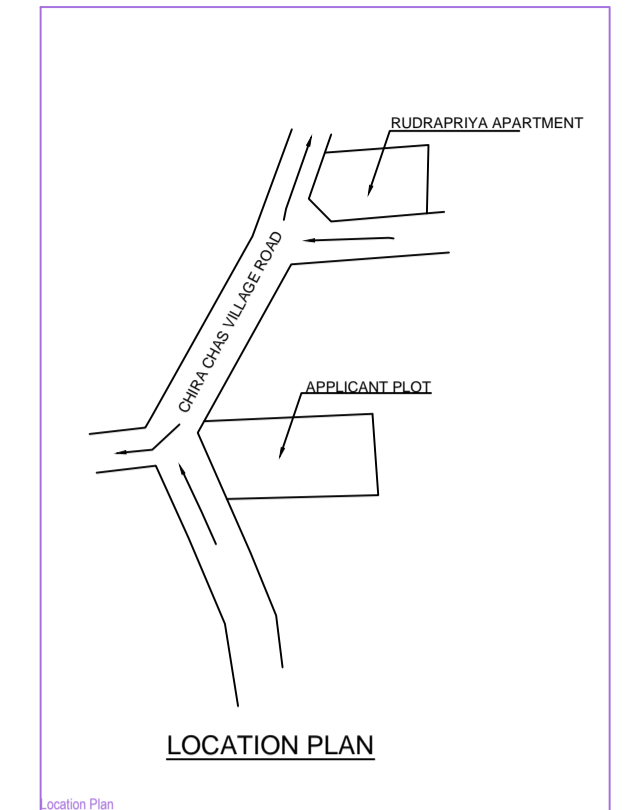 RUDRAPRIYA APARTMENT
CHIRA CHAS VILLAGE ROAD
APPLICANT PLOT
LOCATION PLAN
Location Plan